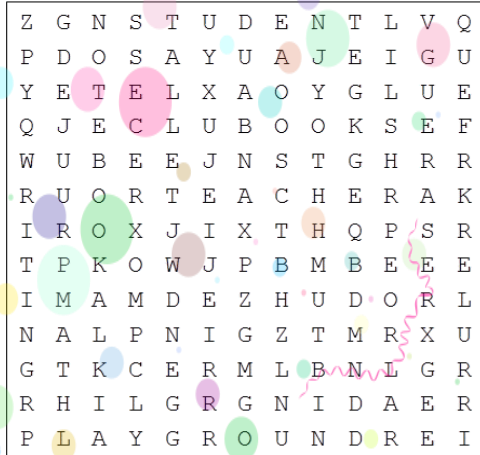 Z G N S T U D E N T L V Q
P D O S A Y U A J E I G U
Y E T E L X A O Y G L U E
Q J E C L U B O O K S E F
W U B E E J N S T G H R R
R U O R T E A C H E R A K
I R O X J I X T H Q P S R
T P K O W J P B M B E E E
I M A M D E Z H U D O R L
N A L P N I G Z T M R X U
G T K C E R M L B N L G R
R H I L G R G N I D A E R
P L A Y G R O U N D R E I